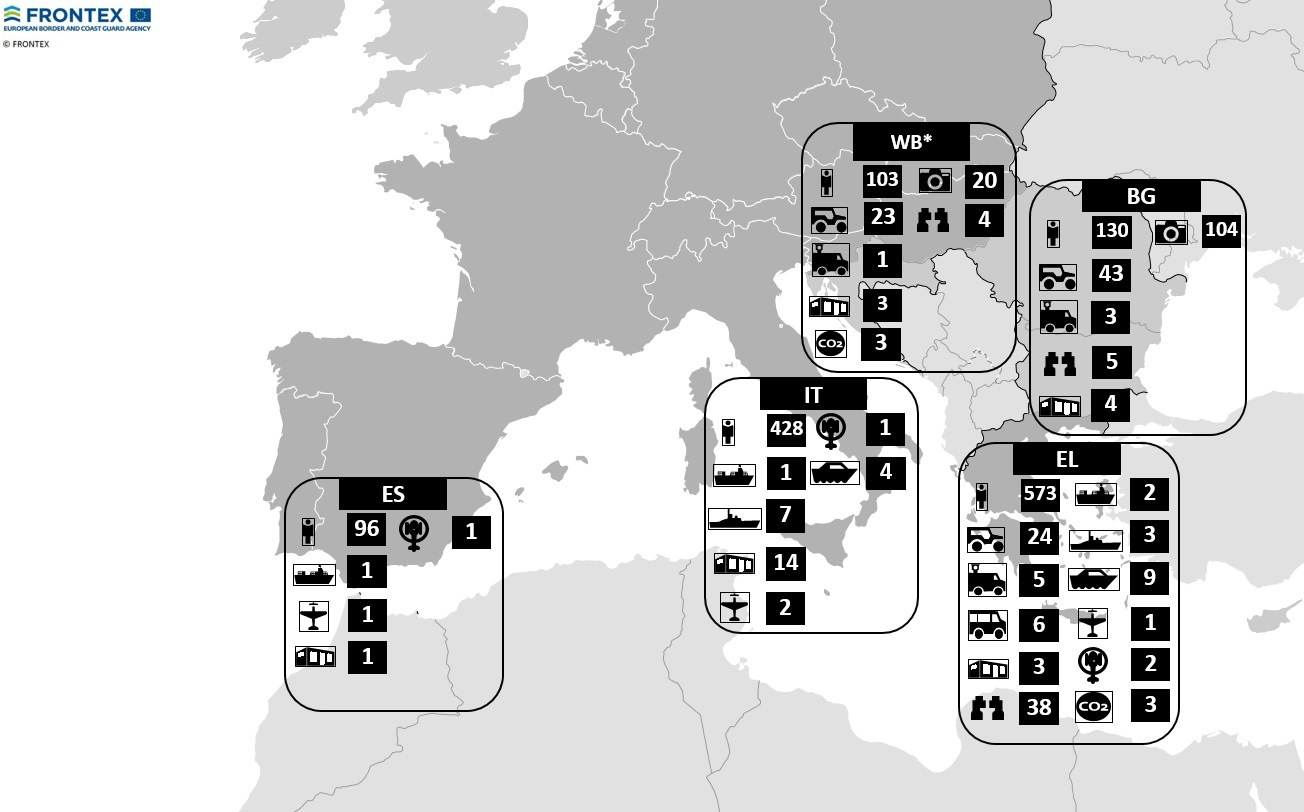 FRONTEX
EUROPEAN BORDER AND COAST GUARD AGENCY
© FRONTEX
WB*
103 20
23 4
1
3
CO2 3
BG
130 104
43
3
5
4
IT
428 1
1 4
7
14
2
ES
96 1
1
1
1
EL
573 2
24 3
5 9
6 1
3 2
38 CO2 3